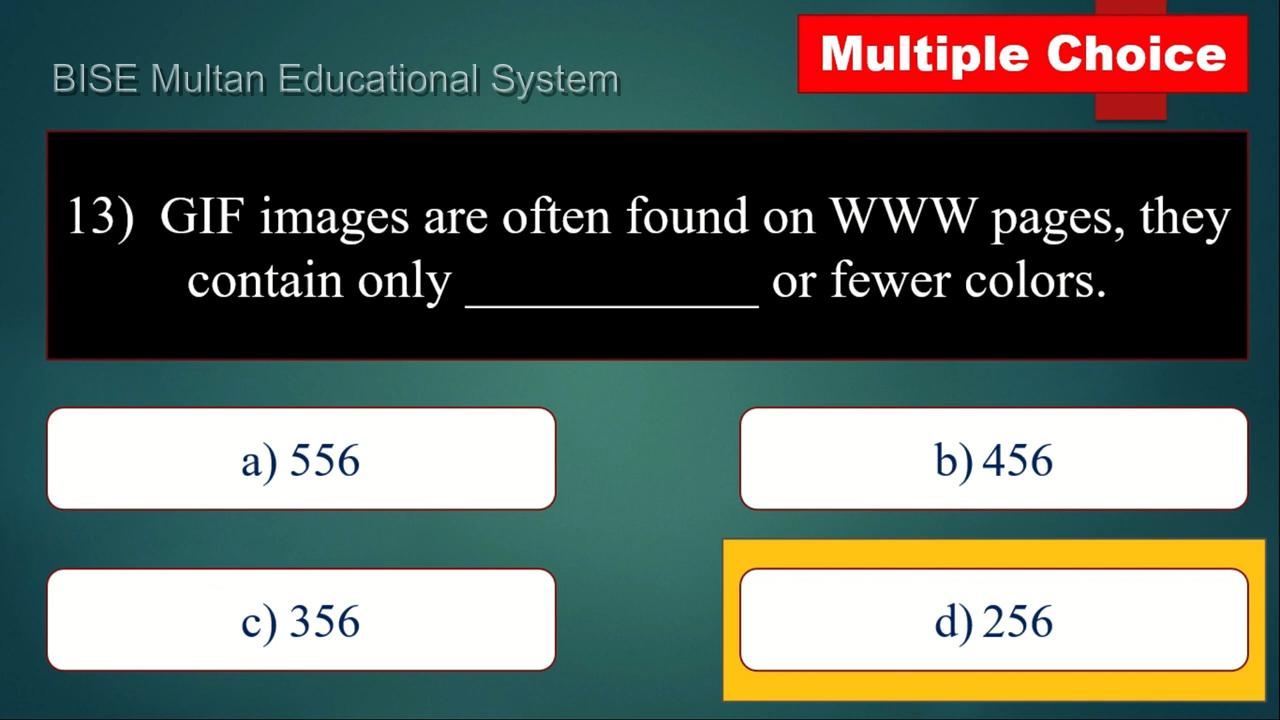 BISE Multan Educational System
Multiple Choice
13) GIF images are often found on WWW pages, they
contain only ____________ or fewer colors.
a) 556
b) 456
c) 356
d) 256